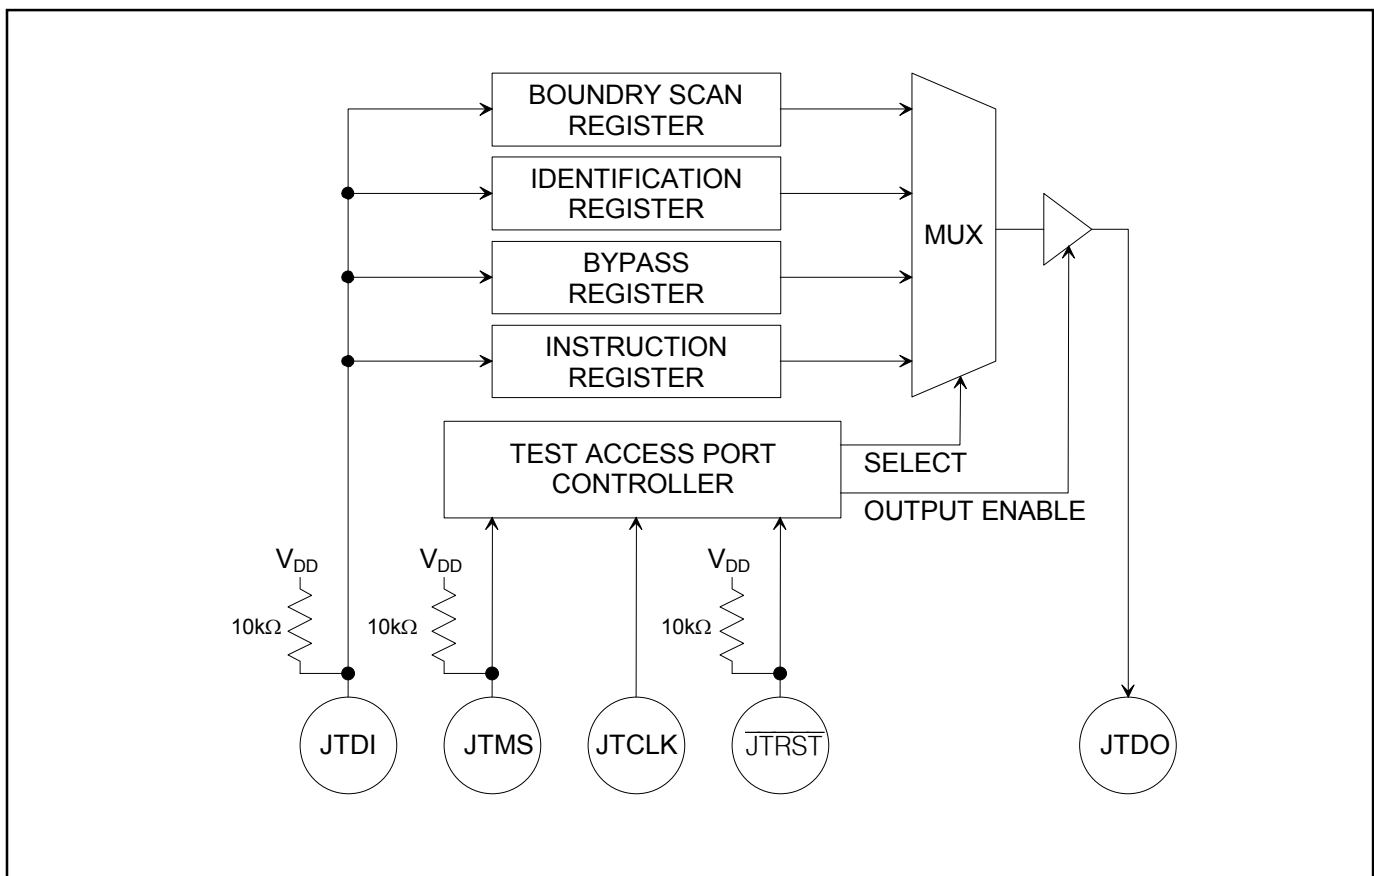 BOUNDRY SCAN
REGISTER
IDENTIFICATION
REGISTER
BYPASS
REGISTER
INSTRUCTION
REGISTER
MUX
TEST ACCESS PORT
CONTROLLER
SELECT
OUTPUT ENABLE
VDD
VDD
VDD
10kΩ
10kΩ
10kΩ
JTDI
JTMS
JTCLK
JTRST
JTDO